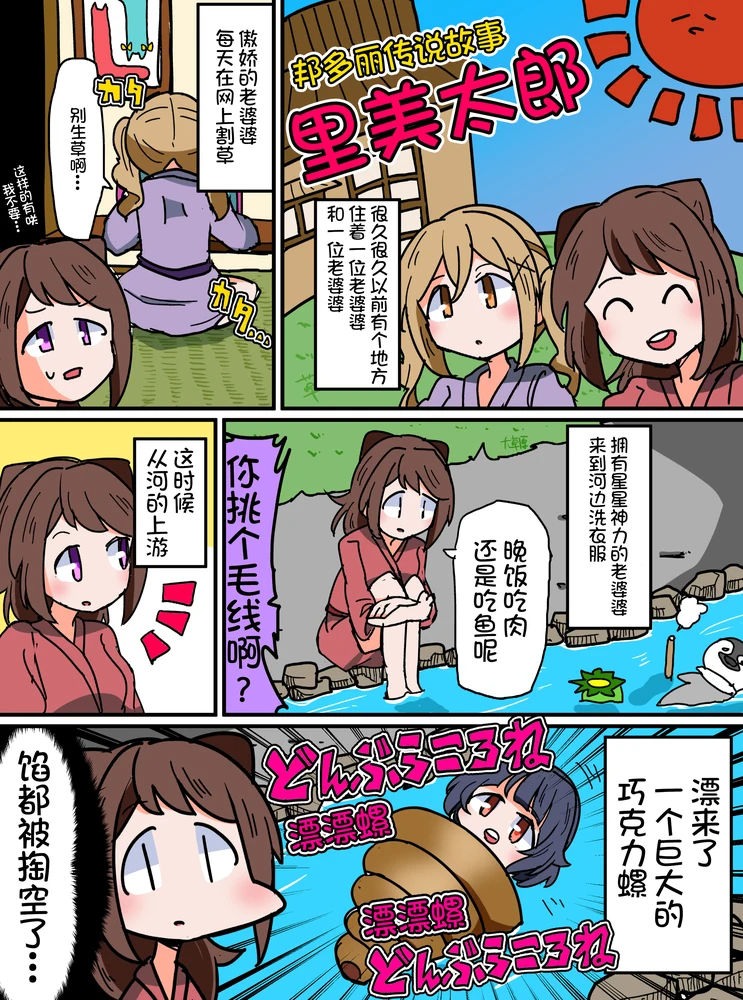 邦多丽传说故事
里美太郎
很久很久以前有个地方
住着一位老婆婆
和一位老婆婆
傲娇的老婆婆
每天在网上割草
别生草啊…
カタ
カタ…
这样的有咲
我不要…
拥有星星神力的老婆婆
来到河边洗衣服
晚饭吃肉
还是吃鱼呢
你挑个毛线啊？
这时候
从河的上游
漂来了
一个巨大的
巧克力螺
どんぶらころね
漂漂螺
漂漂螺
どんぶらころね
馅都被掏空了…